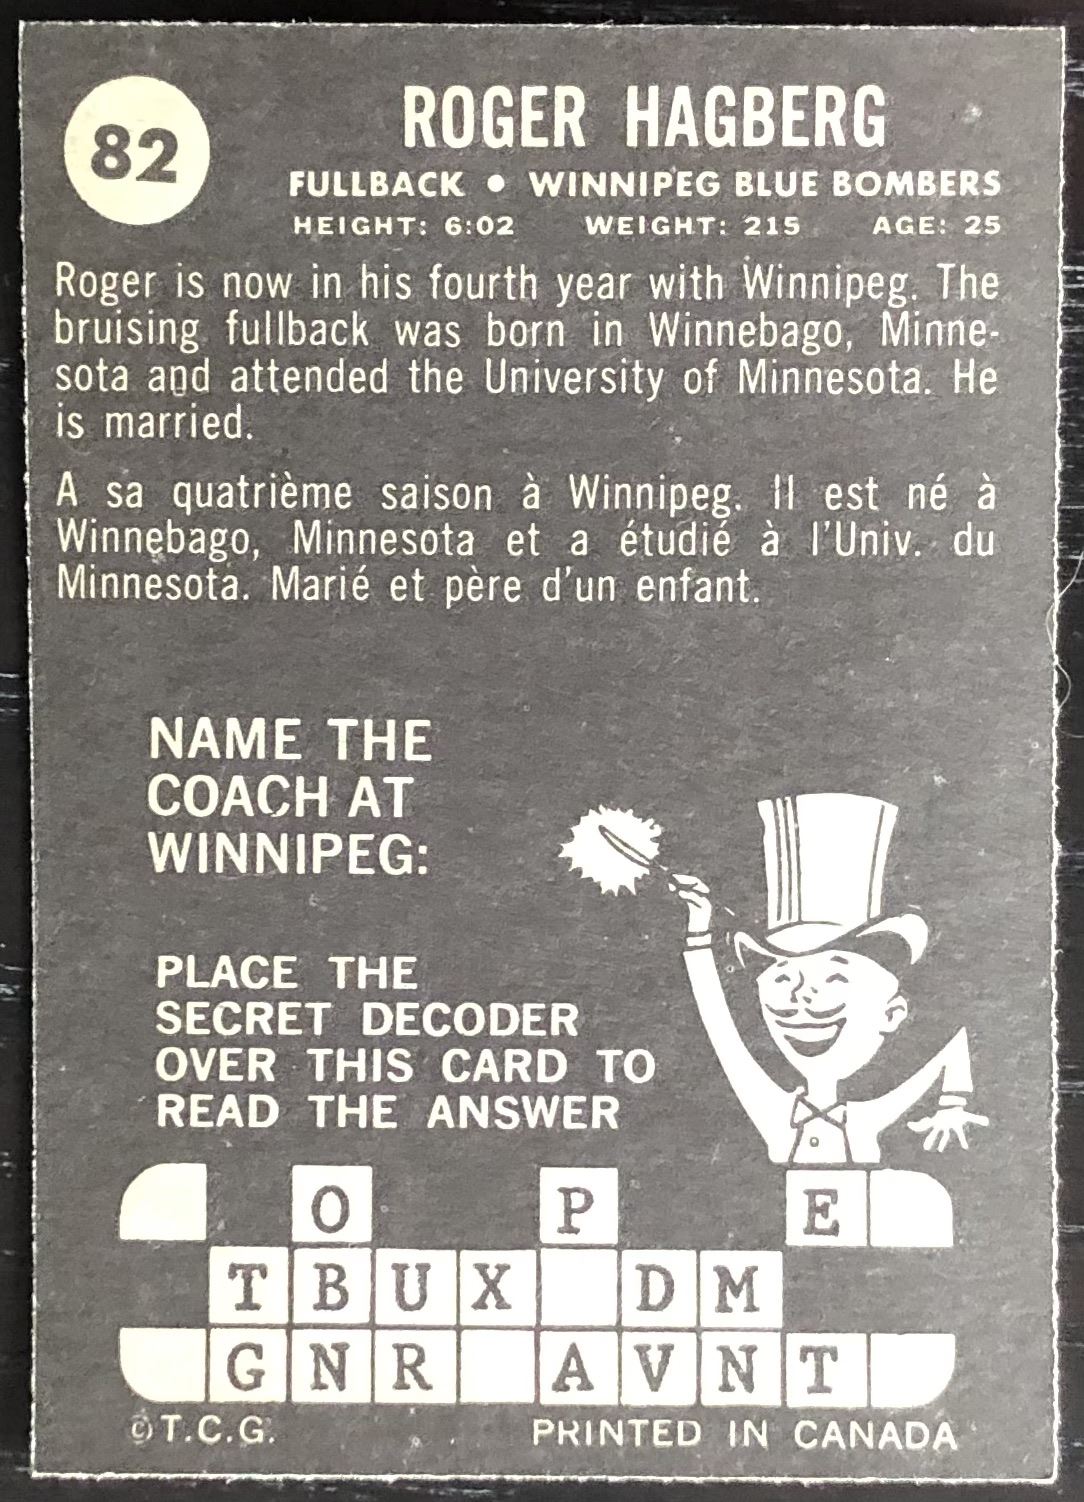 82
ROGER HAGBERG
FULLBACK • WINNIPEG BLUE BOMBERS
HEIGHT: 6:02 WEIGHT: 215 AGE: 25
Roger is now in his fourth year with Winnipeg. The
bruising fullback was born in Winnebago, Minne-
sota and attended the University of Minnesota. He
is married.
A sa quatrième saison à Winnipeg. Il est né à
Winnebago, Minnesota et a étudié à l'Univ. du
Minnesota. Marié et père d'un enfant.
NAME THE
COACH AT
WINNIPEG:
PLACE THE
SECRET DECODER
OVER THIS CARD TO
READ THE ANSWER
O P E
T B U X D M
G N R A V N T
© T.C.G. PRINTED IN CANADA